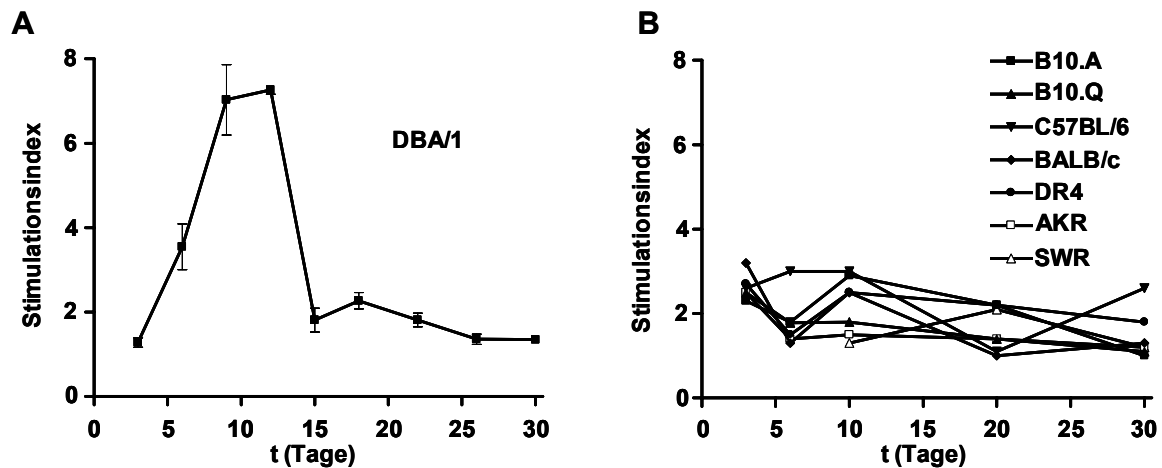 A
8
6
4
2
0
Stimulationsindex
DBA/1
0 5 10 15 20 25 30
t (Tage)
B
8
6
4
2
0
Stimulationsindex
B10.A
B10.Q
C57BL/6
BALB/c
DR4
AKR
SWR
0 5 10 15 20 25 30
t (Tage)